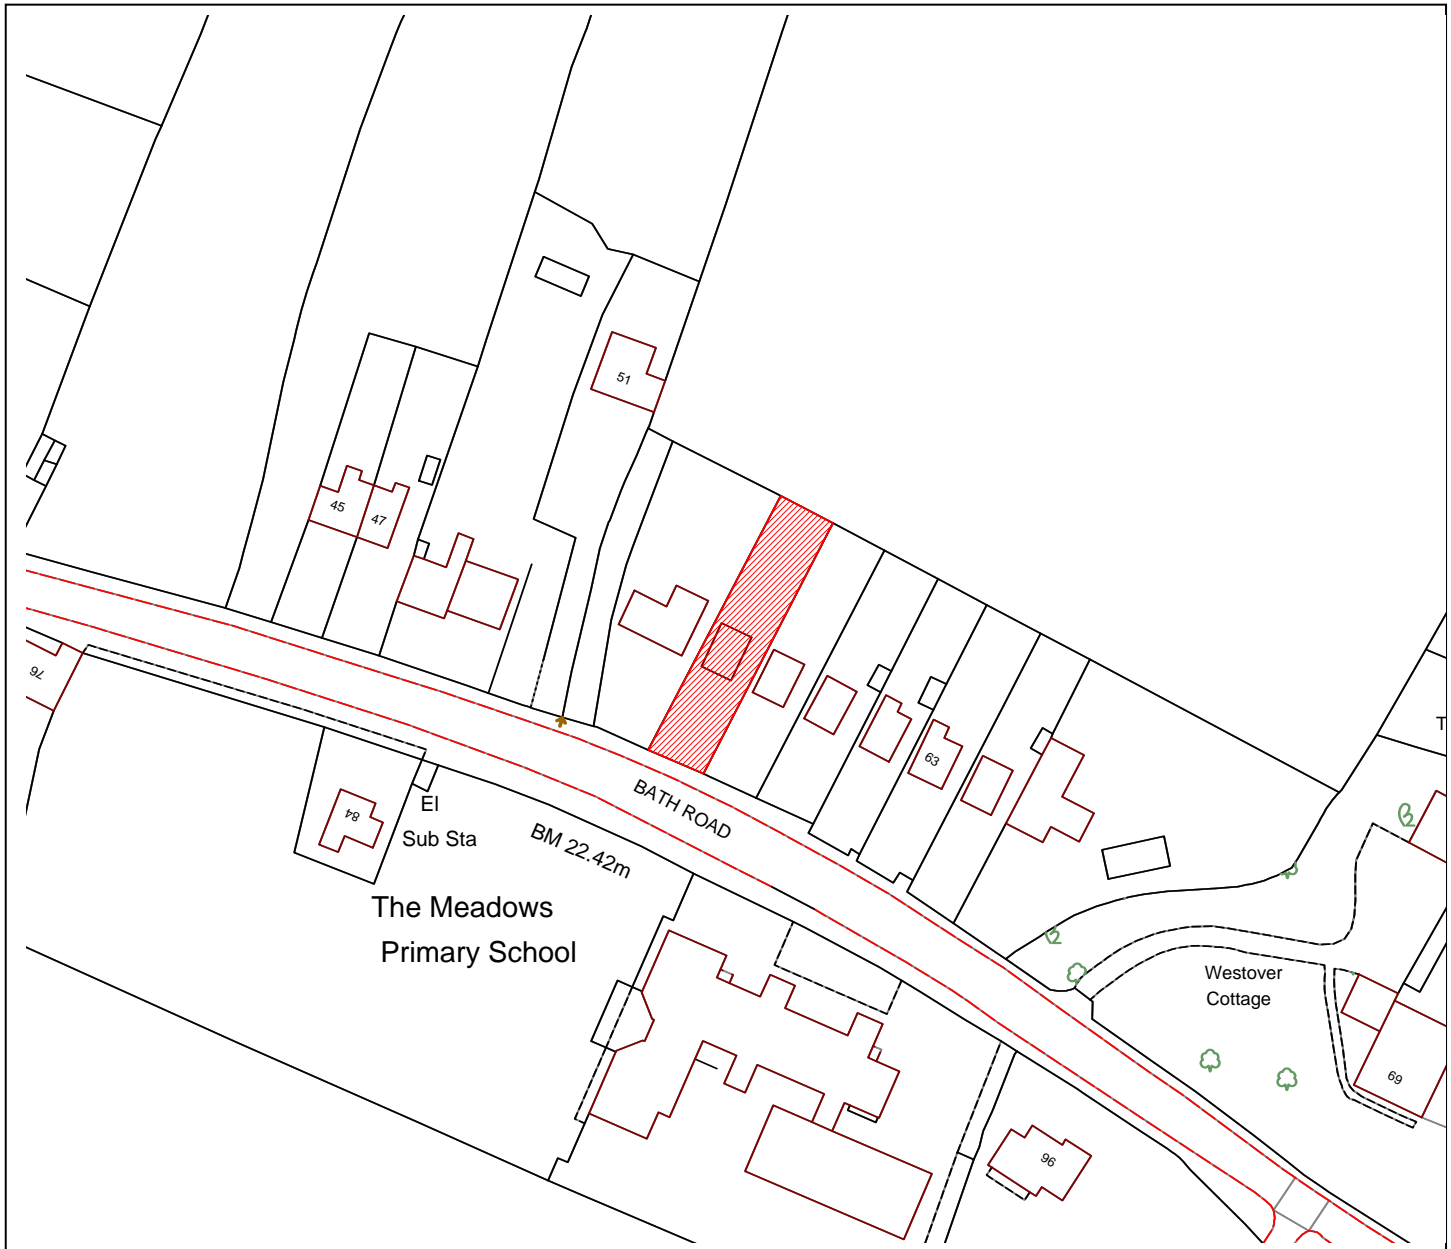 51
45
47
76
63
T
84
El
Sub Sta
BATH ROAD
BM 22.42m
The Meadows
Primary School
Westover
Cottage
69
96